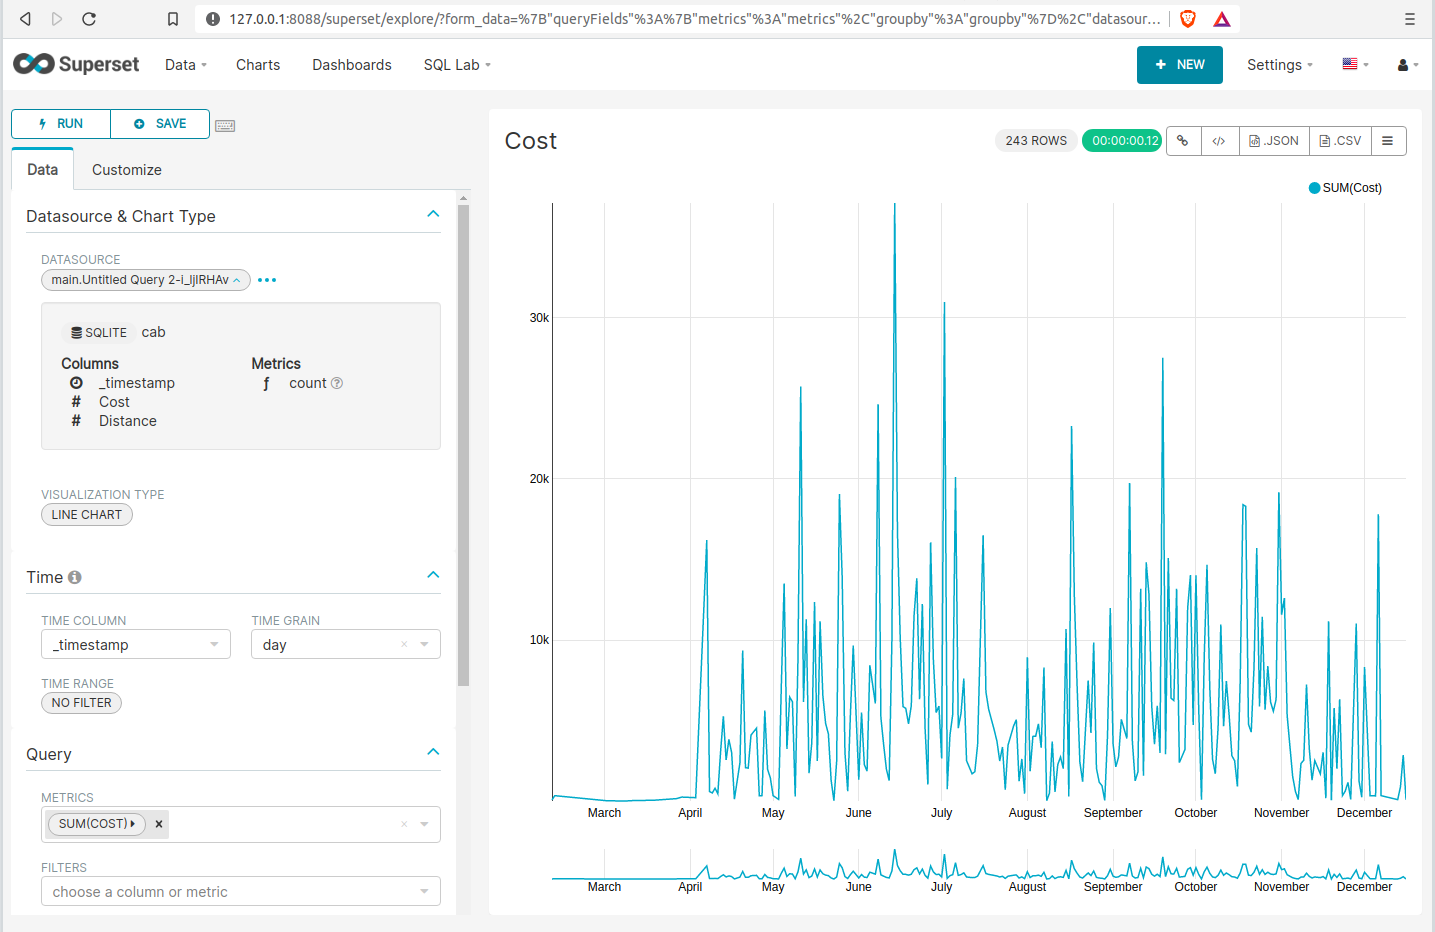 127.0.0.1:8088/superset/explore/?form_data=%7B"queryFields"%3A%7B"metrics"%3A"metrics"%2C"groupby"%3A"groupby"%7D%2C"datasour...
Superset Data Charts Dashboards SQL Lab + NEW Settings
RUN SAVE
Data Customize
Datasource & Chart Type
DATASOURCE
main.Untitled Query 2-i_ljIRHAv
SQLITE cab
Columns Metrics
_timestamp ƒ count ?
# Cost
# Distance
VISUALIZATION TYPE
LINE CHART
Time
TIME COLUMN TIME GRAIN
_timestamp day ×
TIME RANGE
NO FILTER
Query
METRICS
SUM(COST) × ×
FILTERS
choose a column or metric
Cost 243 ROWS 00:00:00.12 </> .JSON .CSV
SUM(Cost)
30k
20k
10k
March April May June July August September October November December
March April May June July August September October November December